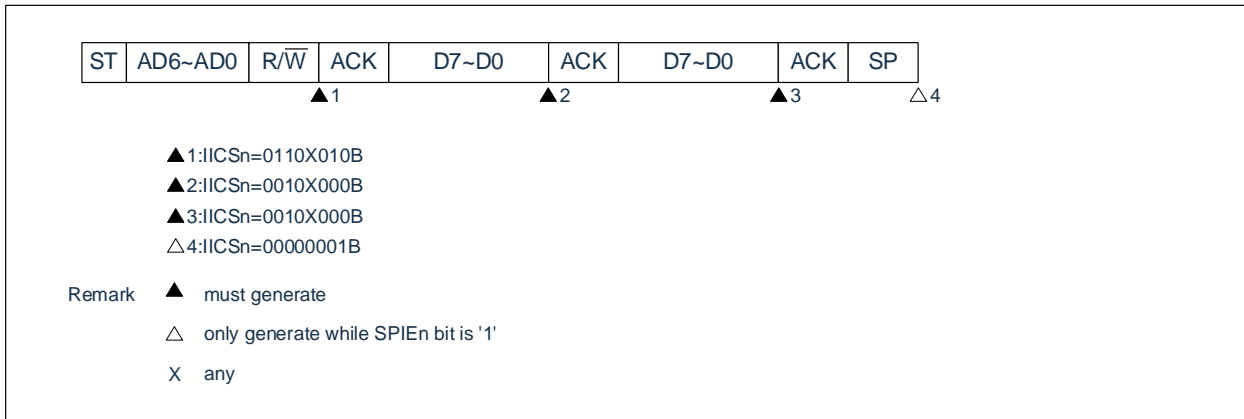 ST AD6~AD0 R/W̅ ACK D7~D0 ACK D7~D0 ACK SP
▲1 ▲2 ▲3 △4
▲1:IICSn=0110X010B
▲2:IICSn=0010X000B
▲3:IICSn=0010X000B
△4:IICSn=00000001B
Remark ▲ must generate
△ only generate while SPIEn bit is '1'
X any